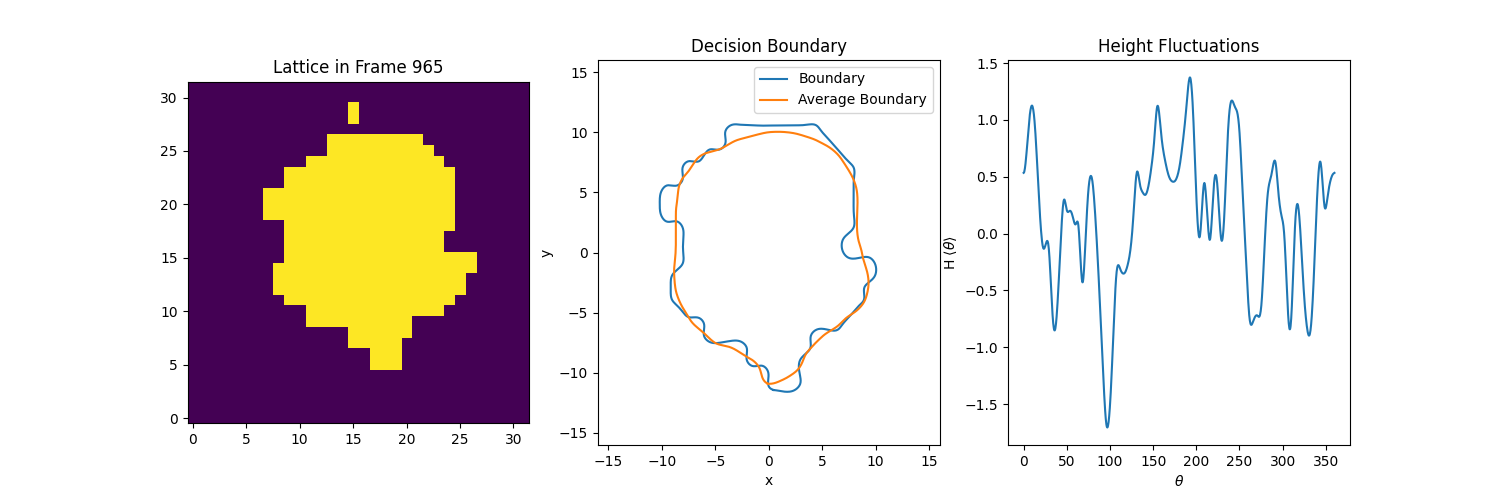 Lattice in Frame 965
30
25
20
15
10
5
0
0 5 10 15 20 25 30
Decision Boundary
Boundary
Average Boundary
y
15
10
5
0
−5
−10
−15
−15 −10 −5 0 5 10 15
x
Height Fluctuations
H (θ)
1.5
1.0
0.5
0.0
−0.5
−1.0
−1.5
0 50 100 150 200 250 300 350
θ